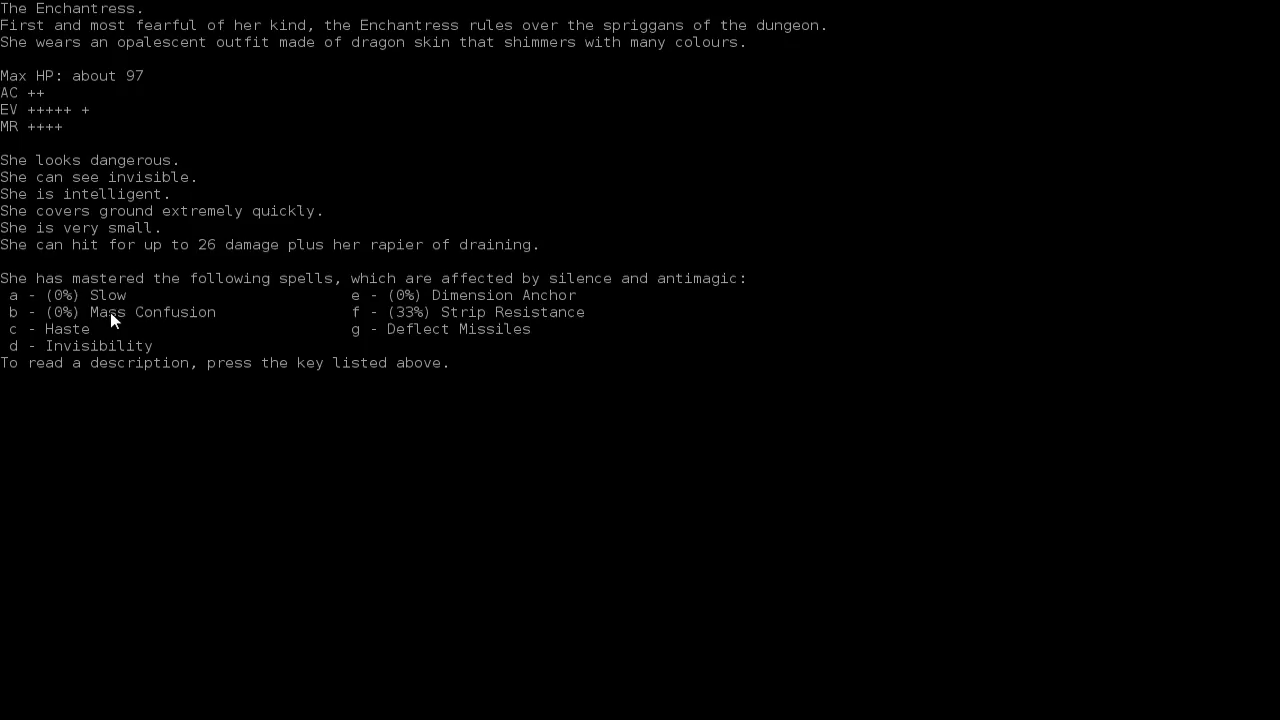 The Enchantress.
First and most fearful of her kind, the Enchantress rules over the spriggans of the dungeon.
She wears an opalescent outfit made of dragon skin that shimmers with many colours.
Max HP: about 97
AC ++
EV +++++ +
MR ++++
She looks dangerous.
She can see invisible.
She is intelligent.
She covers ground extremely quickly.
She is very small.
She can hit for up to 26 damage plus her rapier of draining.
She has mastered the following spells, which are affected by silence and antimagic:
a - (0%) Slow e - (0%) Dimension Anchor
b - (0%) Mass Confusion f - (33%) Strip Resistance
c - Haste g - Deflect Missiles
d - Invisibility
To read a description, press the key listed above.